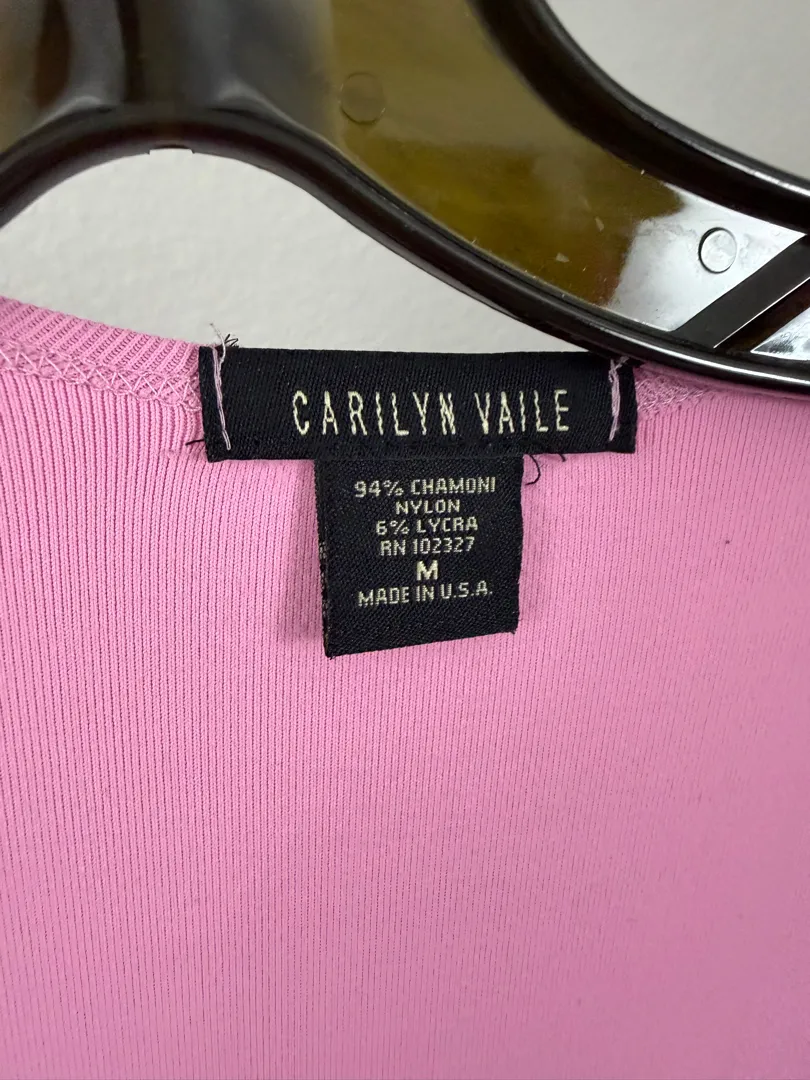 CARILYN VAILE
94% CHAMONI
NYLON
6% LYCRA
RN 102327
M
MADE IN U.S.A.